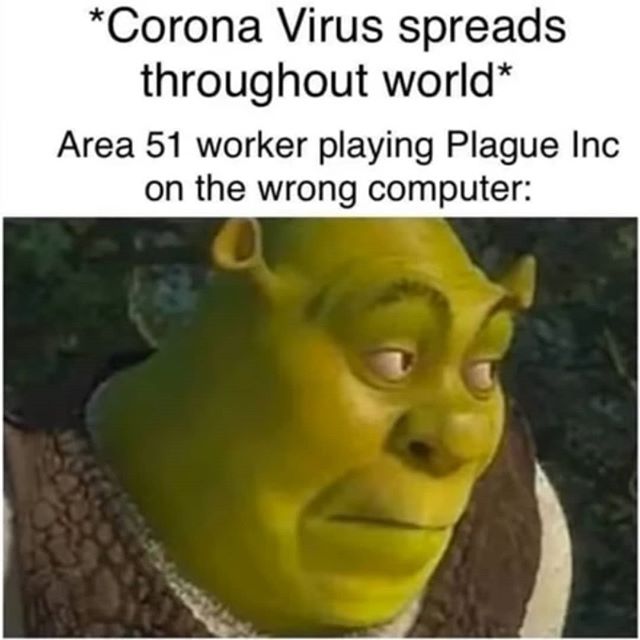 *Corona Virus spreads
throughout world*
Area 51 worker playing Plague Inc
on the wrong computer: